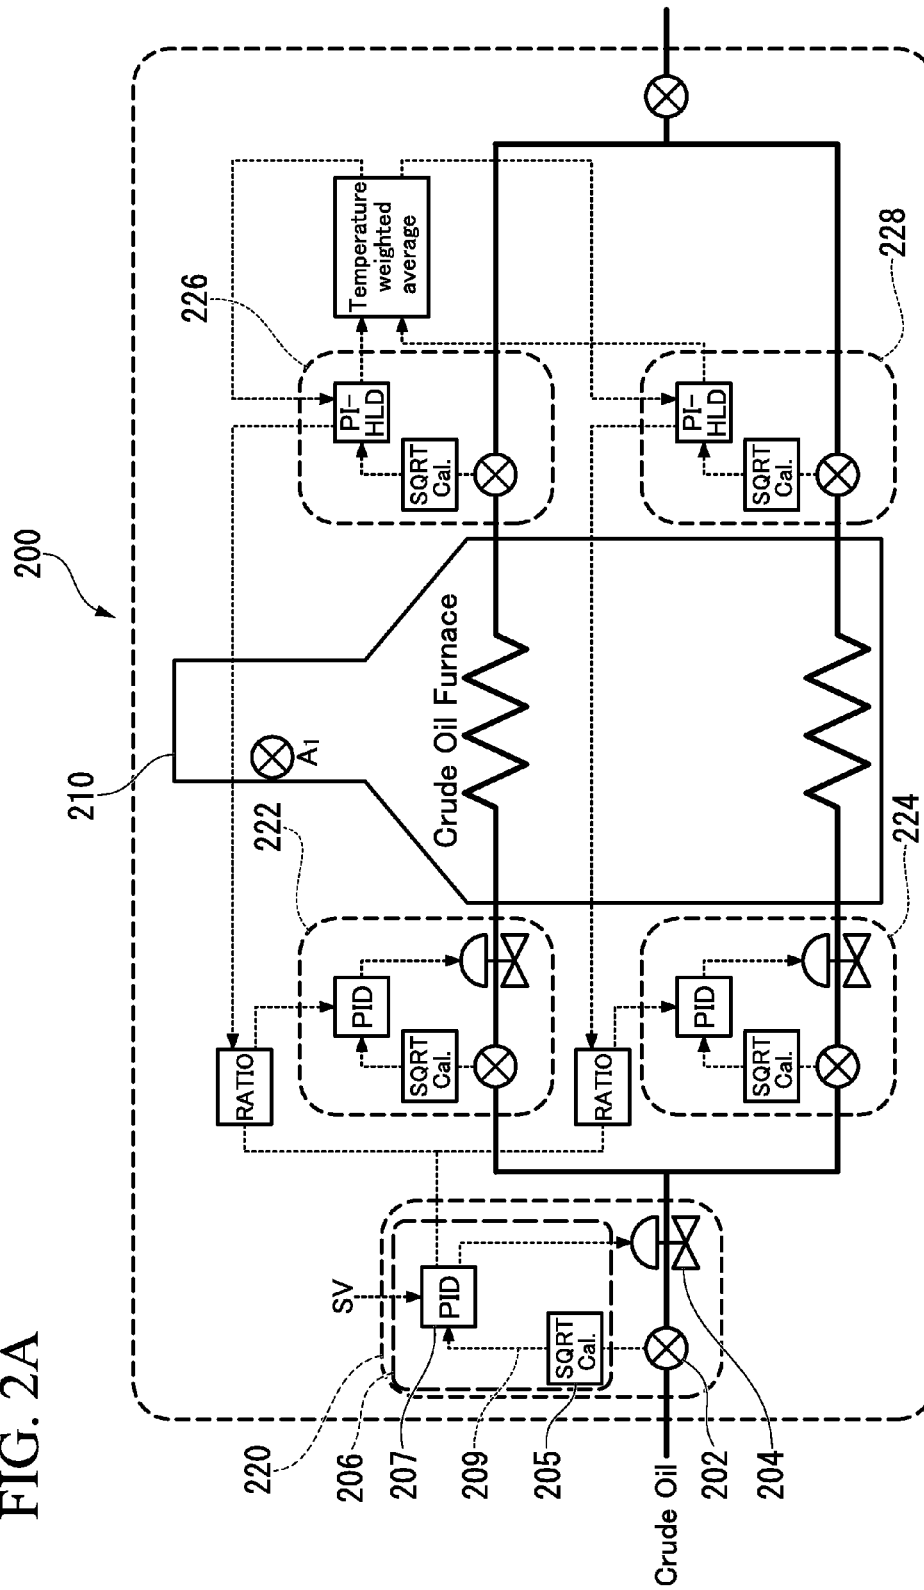 FIG. 2A
200
210
A1
Crude Oil Furnace
220
206
207
209
205
202
204
Crude Oil
SV
PID
SQRT
Cal.
RATIO
RATIO
222
PID
SQRT
Cal.
224
PID
SQRT
Cal.
226
PI-
HLD
SQRT
Cal.
Temperature
weighted
average
228
PI-
HLD
SQRT
Cal.